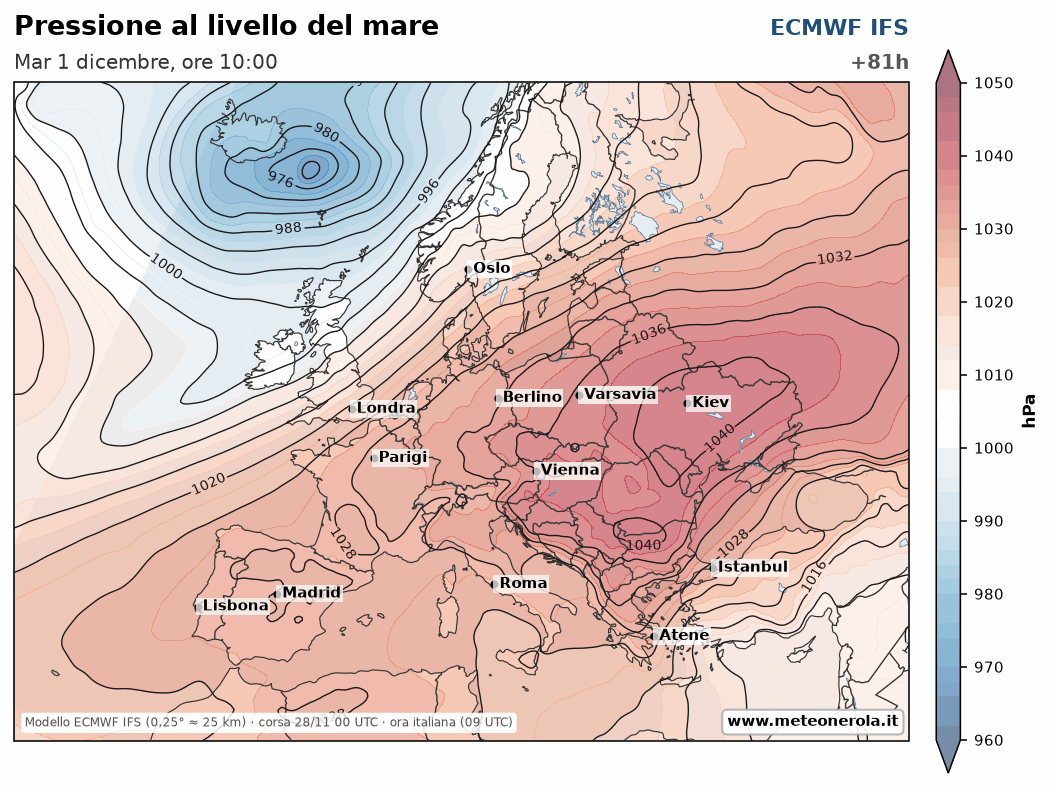 Pressione al livello del mare
ECMWF IFS
Mar 1 dicembre, ore 10:00
+81h
980
976
996
988
1000
Oslo
1032
1036
Berlino
Varsavia
Kiev
Londra
1040
Parigi
Vienna
1020
1028
1040
1028
Istanbul
1016
Roma
Madrid
Lisbona
Atene
1028
Modello ECMWF IFS (0,25° ≈ 25 km) · corsa 28/11 00 UTC · ora italiana (09 UTC)
www.meteonerola.it
1050
1040
1030
1020
1010
1000
990
980
970
960
hPa